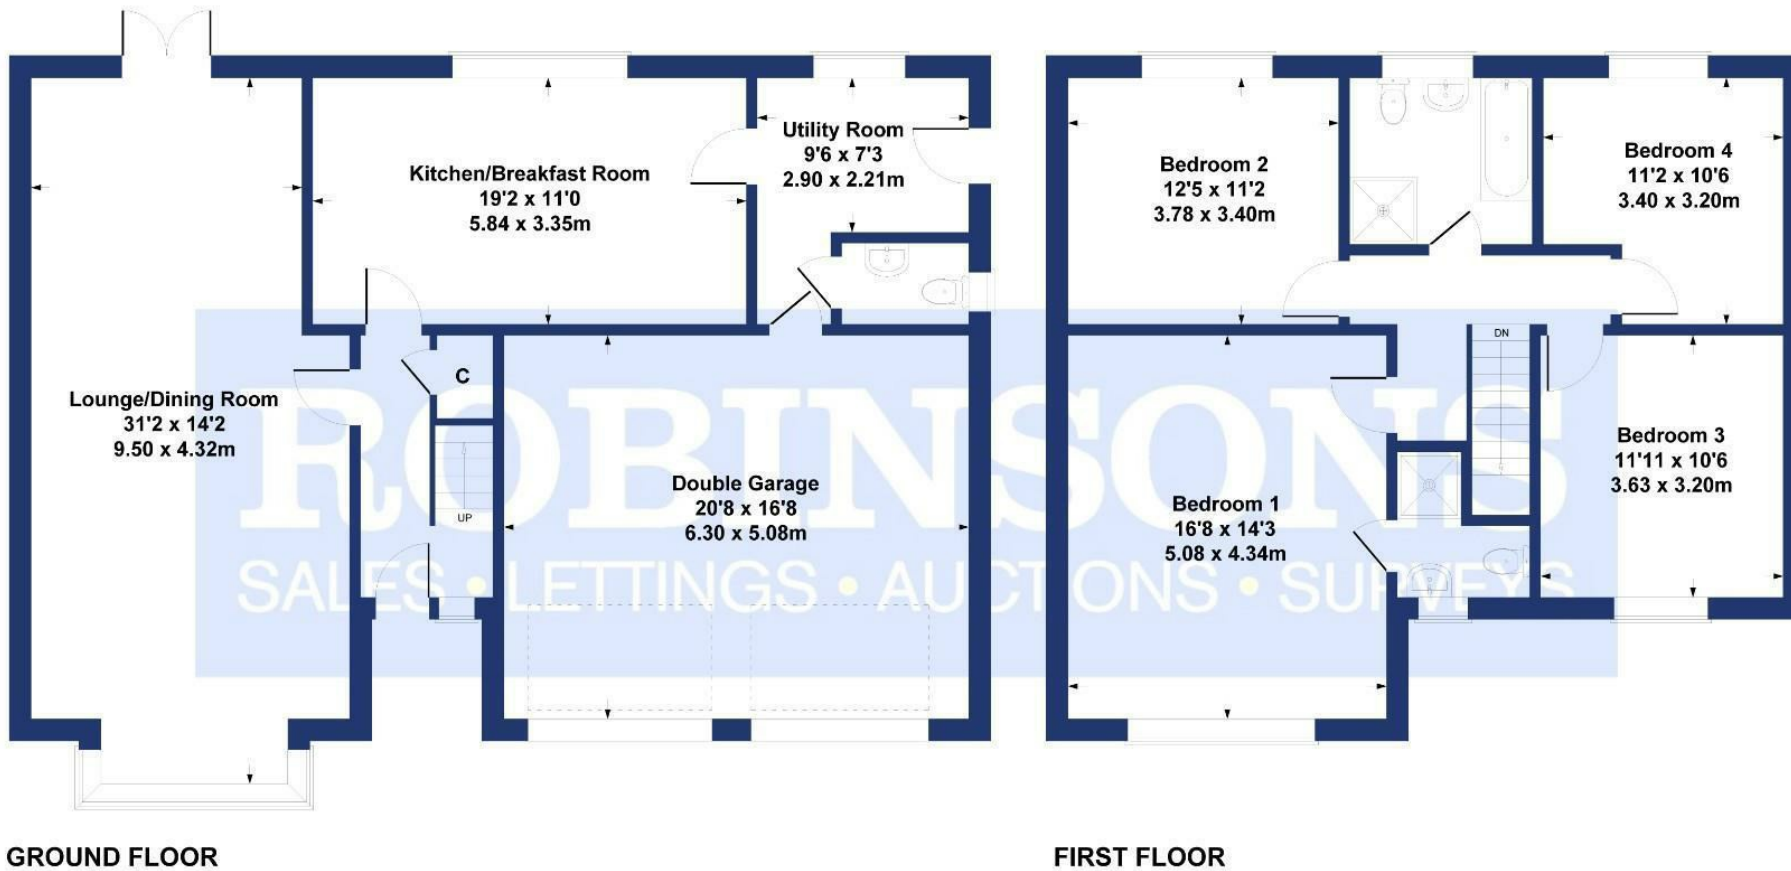 Lounge/Dining Room
31'2 x 14'2
9.50 x 4.32m
Kitchen/Breakfast Room
19'2 x 11'0
5.84 x 3.35m
Utility Room
9'6 x 7'3
2.90 x 2.21m
C
UP
Double Garage
20'8 x 16'8
6.30 x 5.08m
Bedroom 2
12'5 x 11'2
3.78 x 3.40m
Bedroom 4
11'2 x 10'6
3.40 x 3.20m
DN
Bedroom 1
16'8 x 14'3
5.08 x 4.34m
Bedroom 3
11'11 x 10'6
3.63 x 3.20m
ROBINSONS
SALES • LETTINGS • AUCTIONS • SURVEYS
GROUND FLOOR
FIRST FLOOR